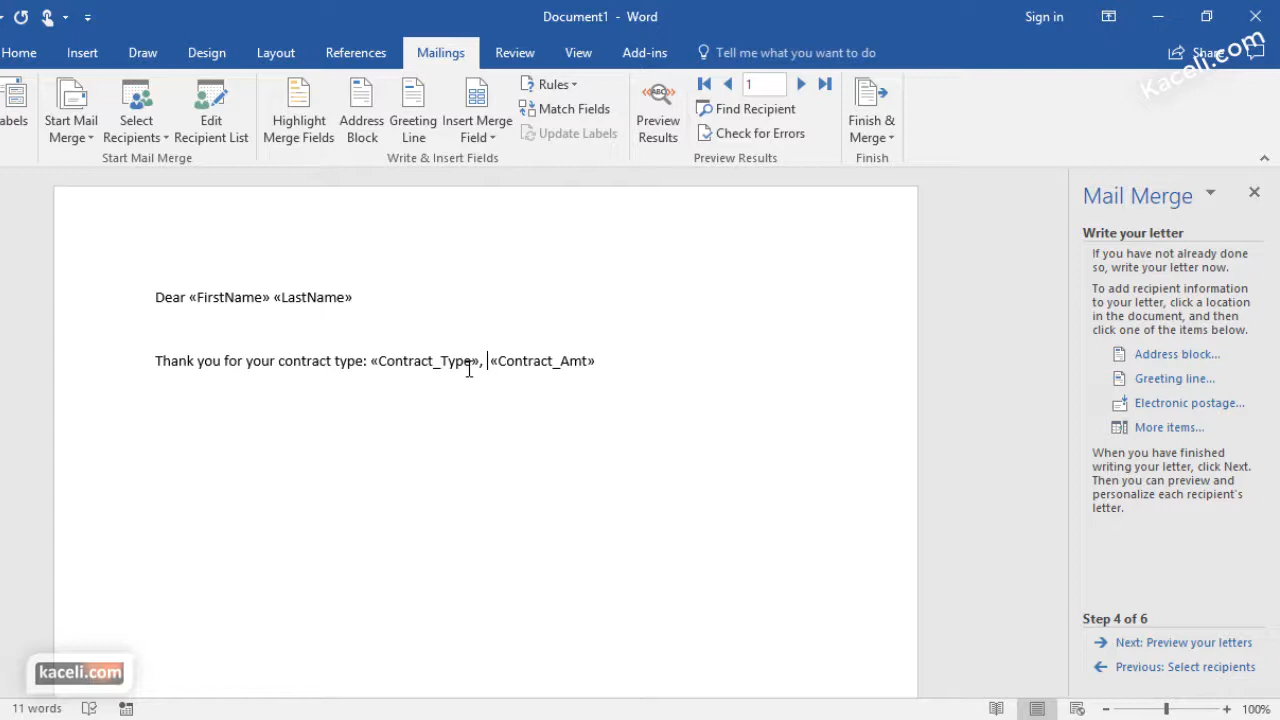 Document1 - Word
Sign in
Home Insert Draw Design Layout References Mailings Review View Add-ins Tell me what you want to do Share
Kaceli.com
Start Mail Merge
Select Recipients
Edit Recipient List
Start Mail Merge
Highlight Merge Fields
Address Block
Greeting Line
Insert Merge Field
Rules
Match Fields
Update Labels
Write & Insert Fields
ABC
Preview Results
1
Find Recipient
Check for Errors
Preview Results
Finish & Merge
Finish
Dear «FirstName» «LastName»
Thank you for your contract type: «Contract_Type», «Contract_Amt»
Mail Merge
Write your letter
If you have not already done
so, write your letter now.
To add recipient information
to your letter, click a location
in the document, and then
click one of the items below.
Address block...
Greeting line...
Electronic postage...
More items...
When you have finished
writing your letter, click Next.
Then you can preview and
personalize each recipient's
letter.
Step 4 of 6
Next: Preview your letters
Previous: Select recipients
kaceli.com
11 words
100%